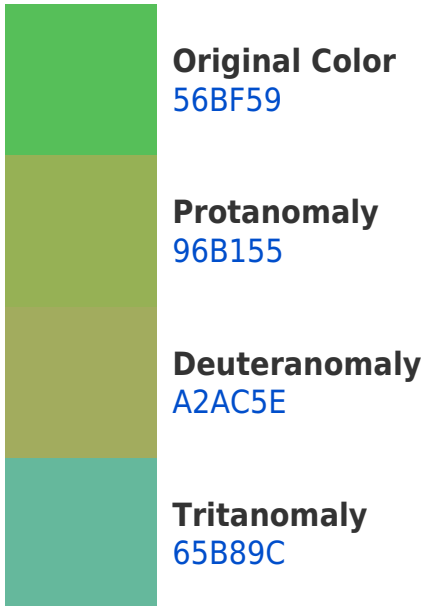 Original Color
56BF59
Protanomaly
96B155
Deuteranomaly
A2AC5E
Tritanomaly
65B89C